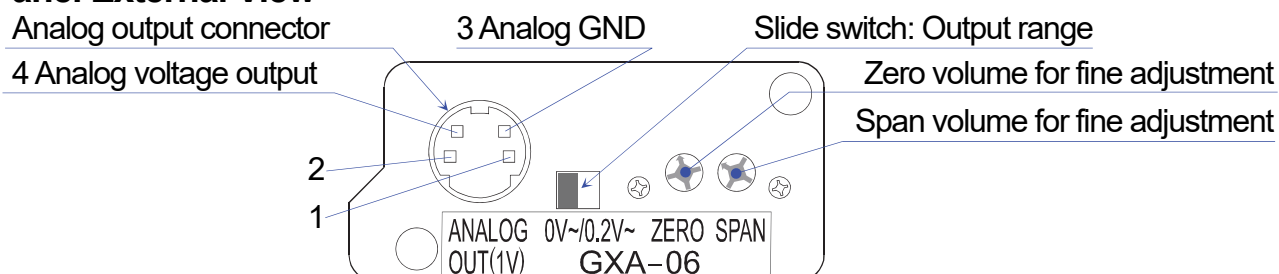 Analog output connector
3 Analog GND
Slide switch: Output range
4 Analog voltage output
Zero volume for fine adjustment
Span volume for fine adjustment
2
1
ANALOG 0V~/0.2V~ ZERO SPAN
OUT(1V) GXA-06